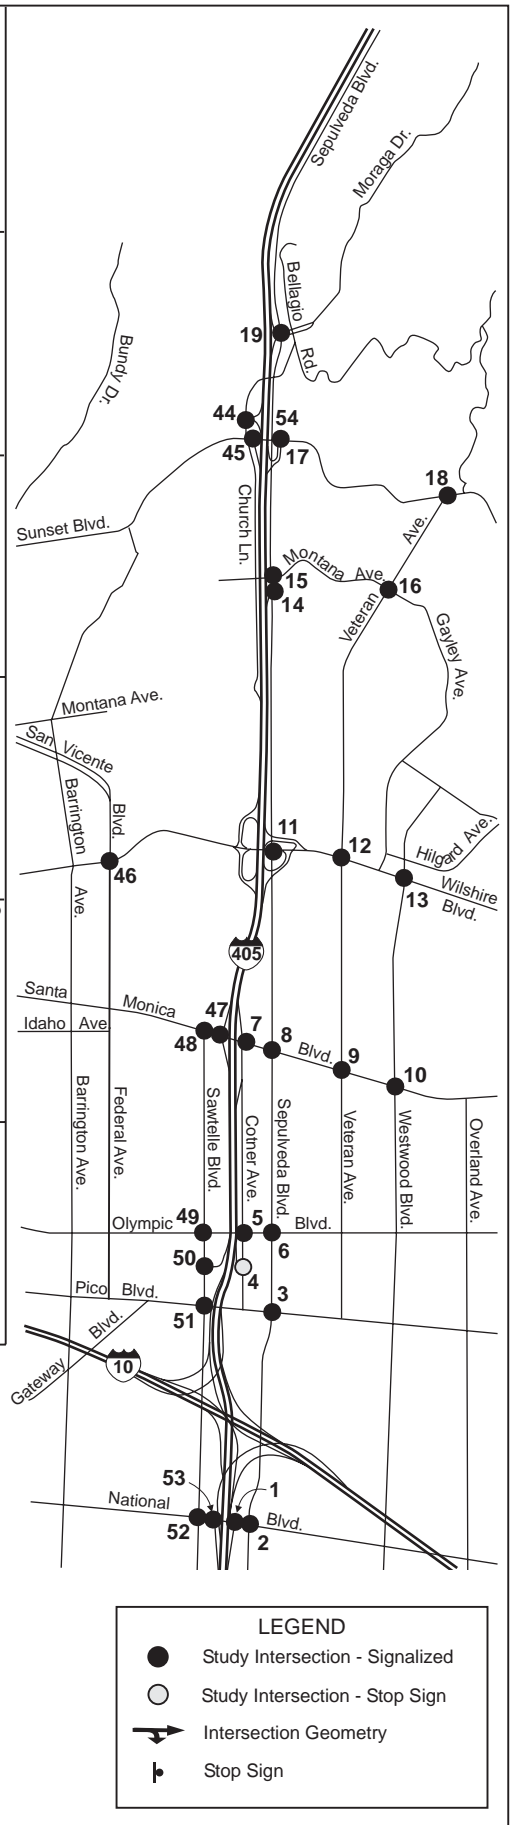 Sepulveda Blvd.
Moraga Dr.
Bellagio
Rd.
19
Bundy Dr.
44
54
45
17
18
Sunset Blvd.
Church Ln.
Ave.
Montana
Ave.
15
14
16
Veteran
Gayley Ave.
Montana Ave.
San Vicente
Blvd.
Barrington
Ave.
11
12
46
Hilgard Ave.
13
Wilshire
Blvd.
405
Santa
Monica
47
7
8
Blvd.
Idaho Ave.
48
9
10
Barrington Ave.
Federal Ave.
Sawtelle Blvd.
Cotner Ave.
Sepulveda Blvd.
Veteran Ave.
Westwood Blvd.
Overland Ave.
Olympic
49
5
Blvd.
6
50
4
Pico Blvd.
51
3
Gateway
Blvd.
10
53
1
National
52
2
Blvd.
LEGEND
Study Intersection - Signalized
Study Intersection - Stop Sign
Intersection Geometry
Stop Sign